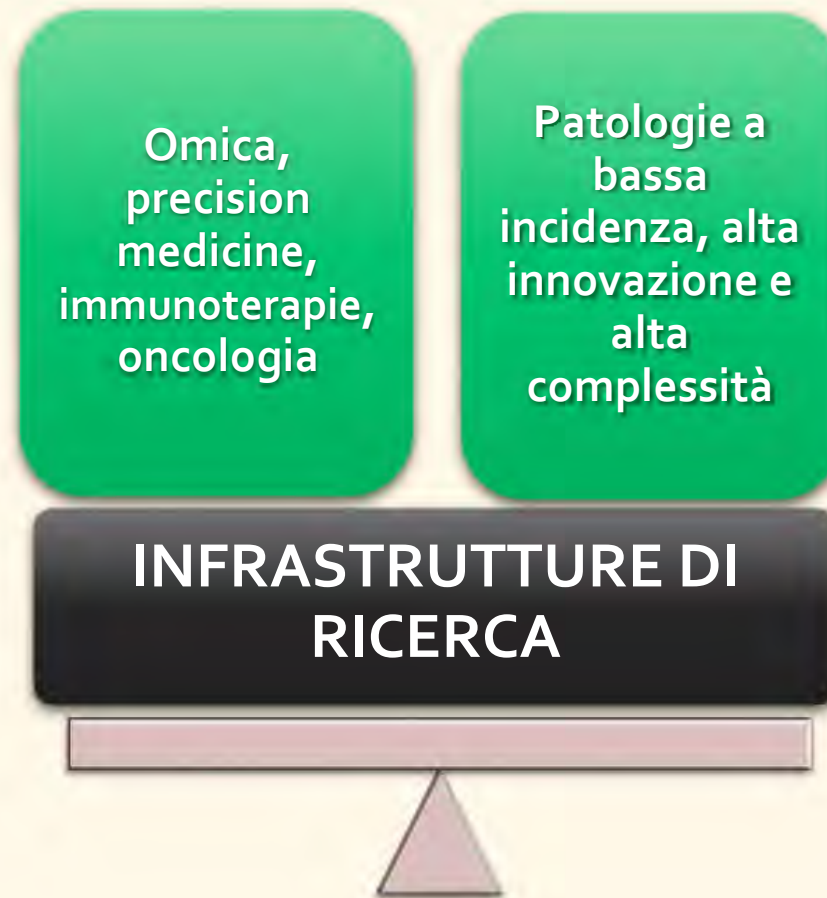 Omica,
precision
medicine,
immunoterapie,
oncologia
Patologie a
bassa
incidenza, alta
innovazione e
alta
complessità
INFRASTRUTTURE DI
RICERCA